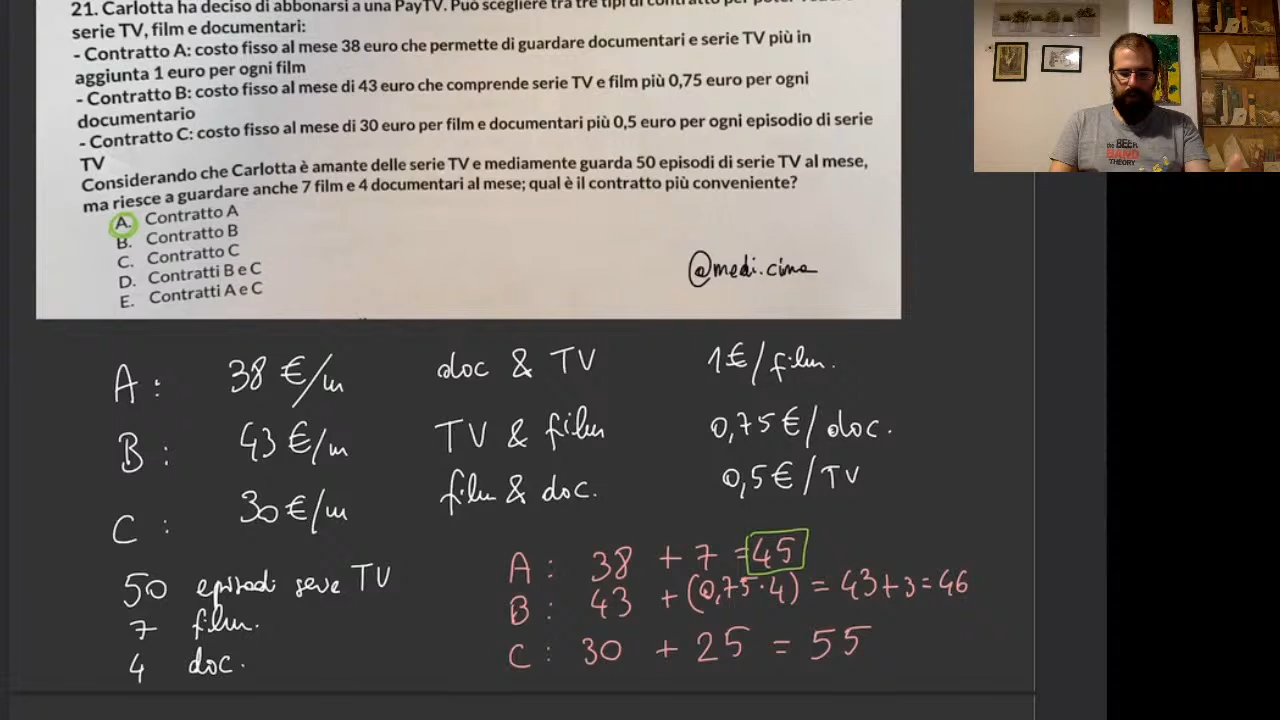 21. Carlotta ha deciso di abbonarsi a una PayTV. Può scegliere tra tre tipi di contratto per poter
serie TV, film e documentari:
- Contratto A: costo fisso al mese 38 euro che permette di guardare documentari e serie TV più in
aggiunta 1 euro per ogni film
- Contratto B: costo fisso al mese di 43 euro che comprende serie TV e film più 0,75 euro per ogni
documentario
- Contratto C: costo fisso al mese di 30 euro per film e documentari più 0,5 euro per ogni episodio di serie
TV
Considerando che Carlotta è amante delle serie TV e mediamente guarda 50 episodi di serie TV al mese,
ma riesce a guardare anche 7 film e 4 documentari al mese; qual è il contratto più conveniente?
A. Contratto A
B. Contratto B
C. Contratto C
D. Contratti B e C
E. Contratti A e C
@medi.cina
A: 38 €/m doc & TV 1€/film.
B: 43 €/m TV & film 0,75€/doc.
C: 30€/m film & doc. 0,5€/TV
50 episodi serie TV
7 film.
4 doc.
A: 38 + 7 = 45
B: 43 + (0,75·4) = 43+3=46
C: 30 + 25 = 55
the BEER
BAND
THEORY